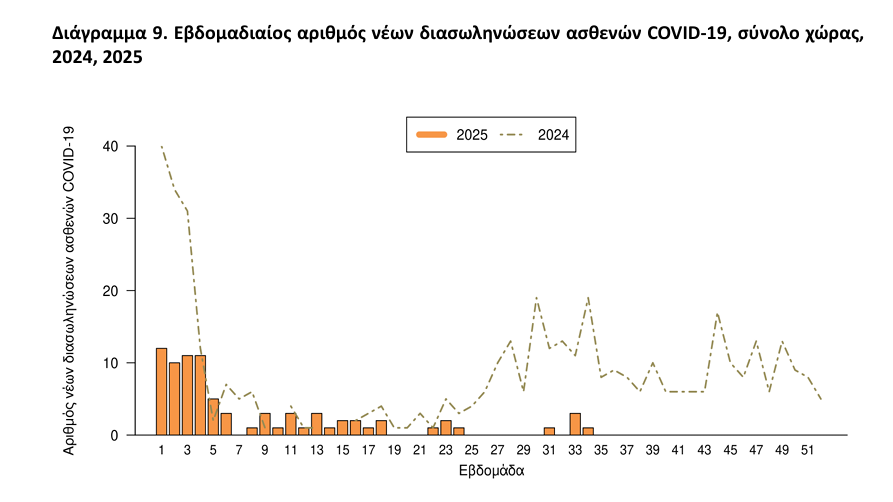 Διάγραμμα 9. Εβδομαδιαίος αριθμός νέων διασωληνώσεων ασθενών COVID-19, σύνολο χώρας,
2024, 2025
2025 2024
Αριθμός νέων διασωληνώσεων ασθενών COVID-19
40
30
20
10
0
1 3 5 7 9 11 13 15 17 19 21 23 25 27 29 31 33 35 37 39 41 43 45 47 49 51
Εβδομάδα